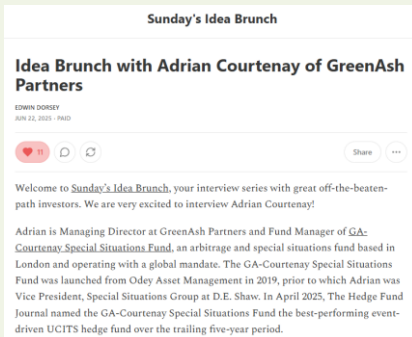 Sunday's Idea Brunch
Idea Brunch with Adrian Courtenay of GreenAsh
Partners
EDWIN DORSEY
JUN 22, 2025 • PAID
11
Share
Welcome to Sunday's Idea Brunch, your interview series with great off-the-beaten-
path investors. We are very excited to interview Adrian Courtenay!
Adrian is Managing Director at GreenAsh Partners and Fund Manager of GA-
Courtenay Special Situations Fund, an arbitrage and special situations fund based in
London and operating with a global mandate. The GA-Courtenay Special Situations
Fund was launched from Odey Asset Management in 2019, prior to which Adrian was
Vice President, Special Situations Group at D.E. Shaw. In April 2025, The Hedge Fund
Journal named the GA-Courtenay Special Situations Fund the best-performing event-
driven UCITS hedge fund over the trailing five-year period.